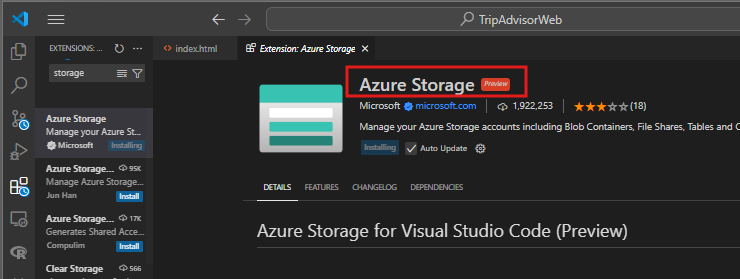 TripAdvisorWeb
EXTENSIONS: ...
storage
Azure Storage
Manage your Azure St...
Microsoft Installing
Azure Storage... 95K
Manage Azure Storage...
Jun Han Install
Azure Storage... 17K
Generates Shared Acce...
Compulim Install
Clear Storage 566
index.html Extension: Azure Storage
Azure Storage Preview
Microsoft microsoft.com 1,922,253 (18)
Manage your Azure Storage accounts including Blob Containers, File Shares, Tables and
Installing Auto Update
DETAILS FEATURES CHANGELOG DEPENDENCIES
Azure Storage for Visual Studio Code (Preview)